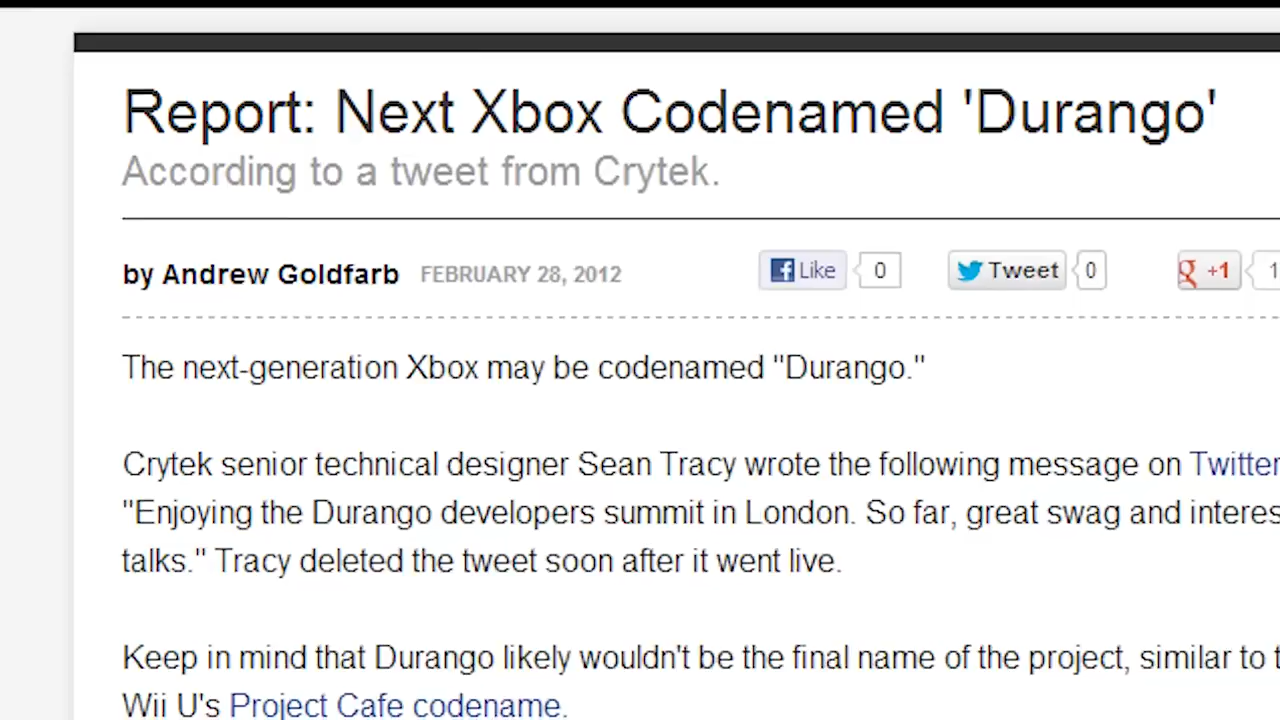 Report: Next Xbox Codenamed 'Durango'
According to a tweet from Crytek.
by Andrew Goldfarb FEBRUARY 28, 2012 Like 0 Tweet 0 +1 1
The next-generation Xbox may be codenamed "Durango."
Crytek senior technical designer Sean Tracy wrote the following message on Twitter
"Enjoying the Durango developers summit in London. So far, great swag and interes
talks." Tracy deleted the tweet soon after it went live.
Keep in mind that Durango likely wouldn't be the final name of the project, similar to t
Wii U's Project Cafe codename.